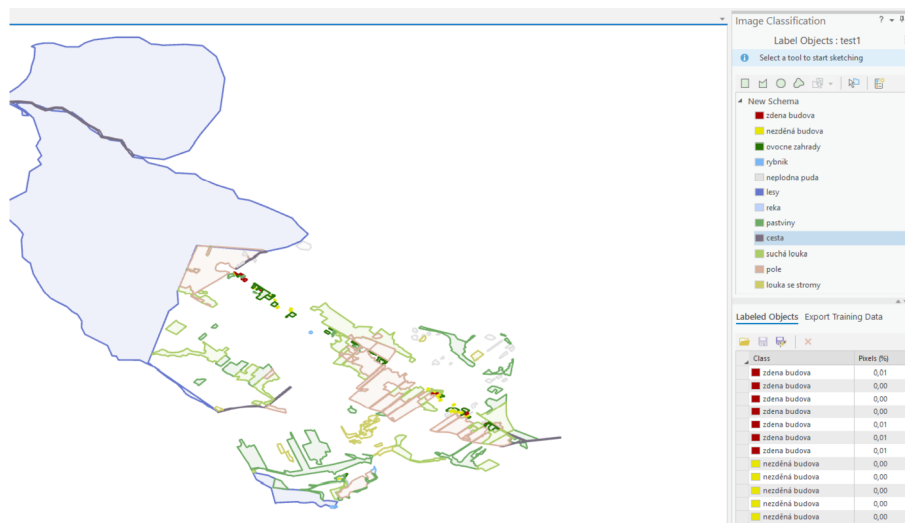 Image Classification ?
Label Objects : test1
Select a tool to start sketching
New Schema
zdena budova
nezděná budova
ovocne zahrady
rybnik
neplodna puda
lesy
reka
pastviny
cesta
suchá louka
pole
louka se stromy
Labeled Objects Export Training Data
Class Pixels (%)
zdena budova 0,01
zdena budova 0,00
zdena budova 0,00
zdena budova 0,00
zdena budova 0,01
zdena budova 0,01
zdena budova 0,01
nezděná budova 0,00
nezděná budova 0,00
nezděná budova 0,00
nezděná budova 0,00
nezděná budova 0,00